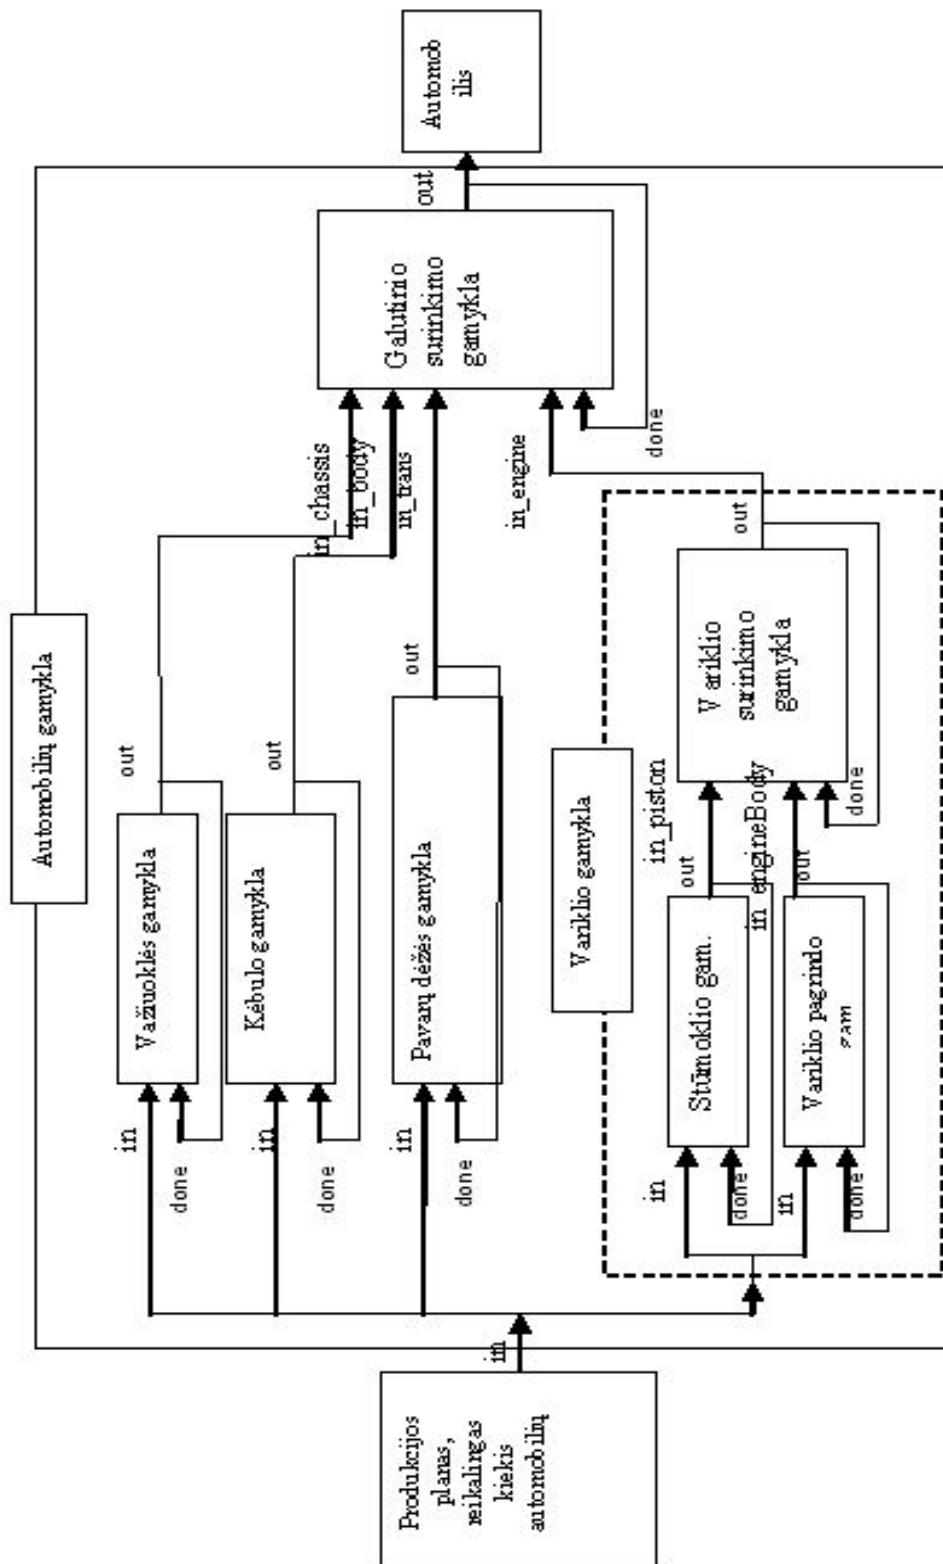 Automobilių gamykla
Automob
ilis
Galutinio
surinkimo
gamykla
out
done
in_chassis
in_body
in_trans
in_engine
Važiuoklės gamykla
in
done
out
Kėbulo gamykla
in
done
out
Pavarų dėžės gamykla
in
done
out
Variklio gamykla
Variklio
surinkimo
gamykla
in_piston
in_engineBody
done
out
Stūmoklio gam.
in
done
out
Variklio pagrindo
gam
in
done
out
in
Produkcijos
planas,
reikalingas
kiekis
automobilių